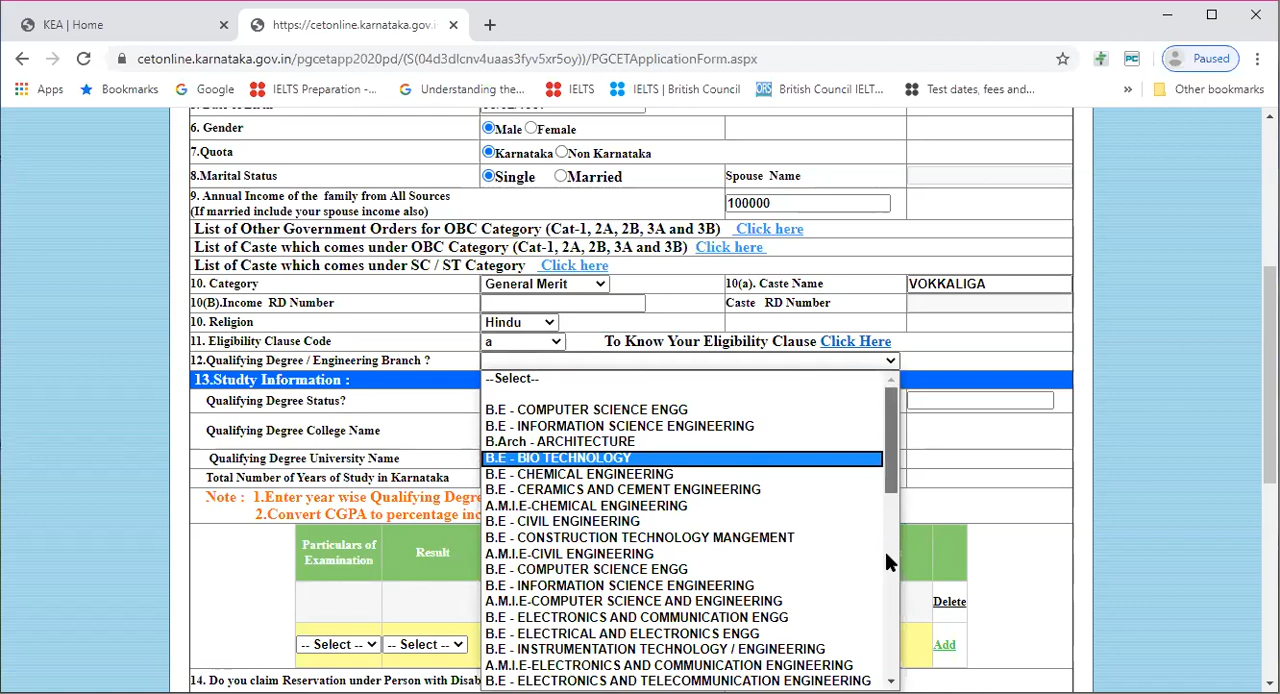 KEA | Home
https://cetonline.karnataka.gov.i
cetonline.karnataka.gov.in/pgcetapp2020pd/(S(04d3dlcnv4uaas3fyv5xr5oy))/PGCETApplicationForm.aspx
PC
Paused
Apps
Bookmarks
Google
IELTS Preparation -...
Understanding the...
IELTS
IELTS | British Council
ORS
British Council IELT...
Test dates, fees and...
»
Other bookmarks
6. Gender
Male Female
7.Quota
Karnataka Non Karnataka
8.Marital Status
Single Married
Spouse Name
9. Annual Income of the family from All Sources
(If married include your spouse income also)
100000
List of Other Government Orders for OBC Category (Cat-1, 2A, 2B, 3A and 3B) Click here
List of Caste which comes under OBC Category (Cat-1, 2A, 2B, 3A and 3B) Click here
List of Caste which comes under SC / ST Category Click here
10. Category
General Merit
10(a). Caste Name
VOKKALIGA
10(B).Income RD Number
Caste RD Number
10. Religion
Hindu
11. Eligibility Clause Code
a
To Know Your Eligibility Clause Click Here
12.Qualifying Degree / Engineering Branch ?
--Select--
B.E - COMPUTER SCIENCE ENGG
B.E - INFORMATION SCIENCE ENGINEERING
B.Arch - ARCHITECTURE
B.E - BIO TECHNOLOGY
B.E - CHEMICAL ENGINEERING
B.E - CERAMICS AND CEMENT ENGINEERING
A.M.I.E-CHEMICAL ENGINEERING
B.E - CIVIL ENGINEERING
B.E - CONSTRUCTION TECHNOLOGY MANGEMENT
A.M.I.E-CIVIL ENGINEERING
B.E - COMPUTER SCIENCE ENGG
B.E - INFORMATION SCIENCE ENGINEERING
A.M.I.E-COMPUTER SCIENCE AND ENGINEERING
B.E - ELECTRONICS AND COMMUNICATION ENGG
B.E - ELECTRICAL AND ELECTRONICS ENGG
B.E - INSTRUMENTATION TECHNOLOGY / ENGINEERING
A.M.I.E-ELECTRONICS AND COMMUNICATION ENGINEERING
B.E - ELECTRONICS AND TELECOMMUNICATION ENGINEERING
13.Studty Information :
Qualifying Degree Status?
Qualifying Degree College Name
Qualifying Degree University Name
Total Number of Years of Study in Karnataka
Note : 1.Enter year wise Qualifying Degre
2.Convert CGPA to percentage inc
Particulars of
Examination
Result
Delete
-- Select --
-- Select --
Add
14. Do you claim Reservation under Person with Disab